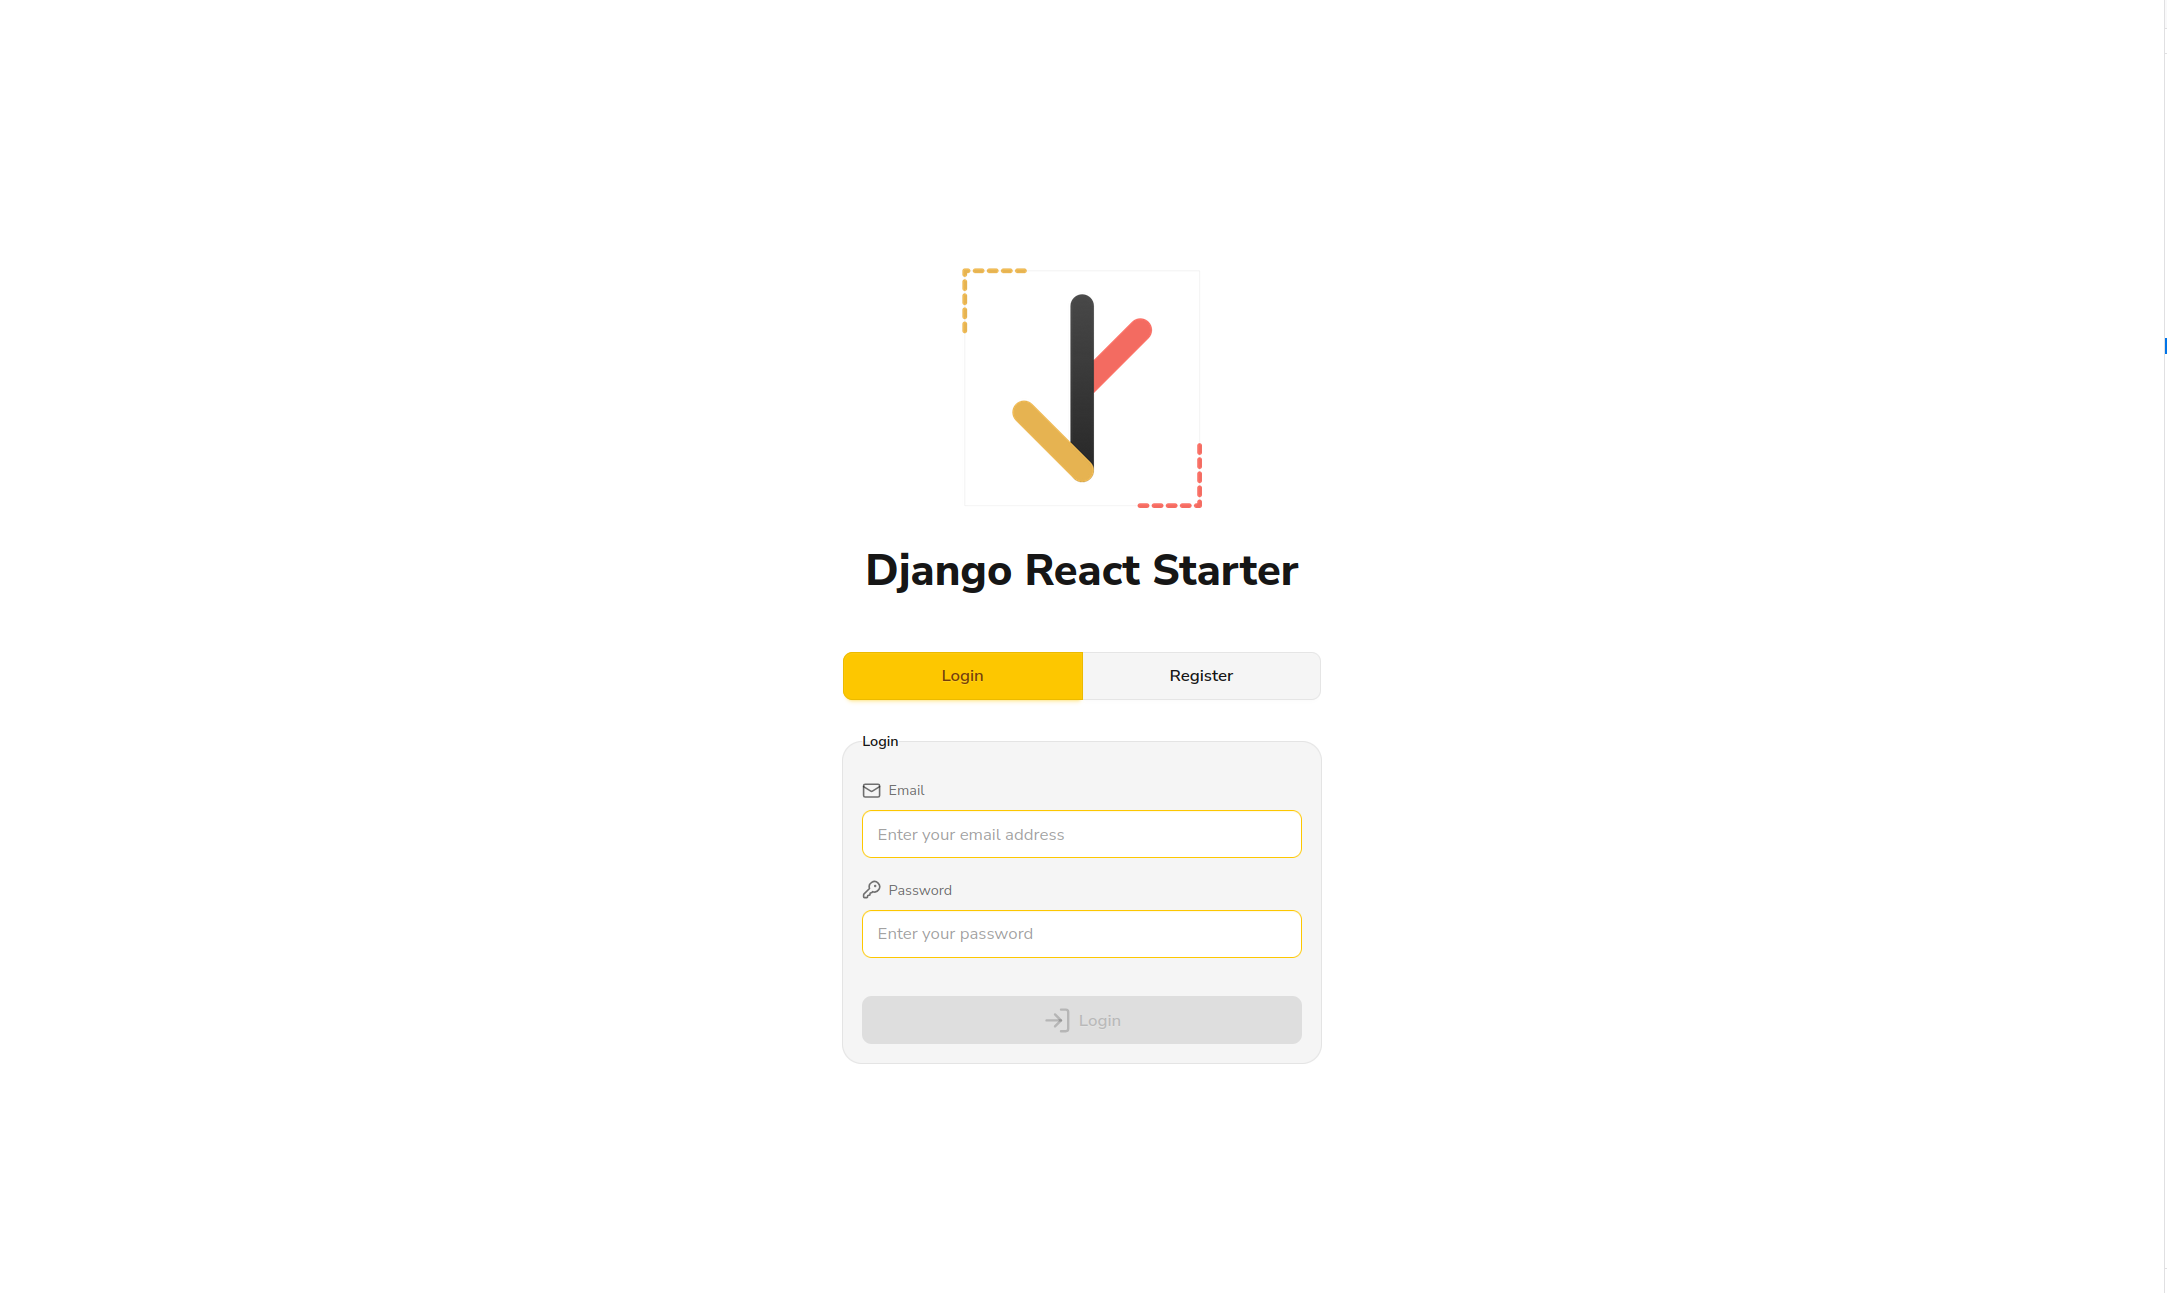 Django React Starter
Login
Register
Login
Email
Enter your email address
Password
Enter your password
Login